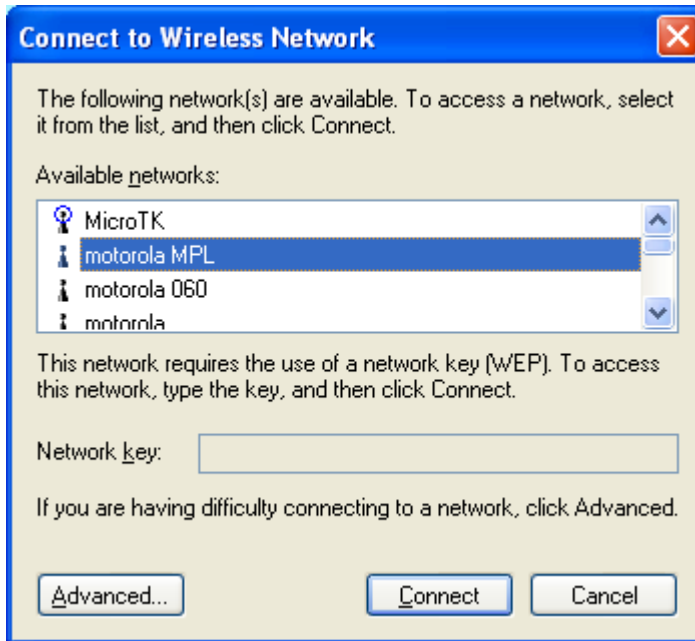 Connect to Wireless Network
The following network(s) are available. To access a network, select
it from the list, and then click Connect.
Available networks:
MicroTK
motorola MPL
motorola 060
motorola
This network requires the use of a network key (WEP). To access
this network, type the key, and then click Connect.
Network key:
If you are having difficulty connecting to a network, click Advanced.
Advanced... Connect Cancel